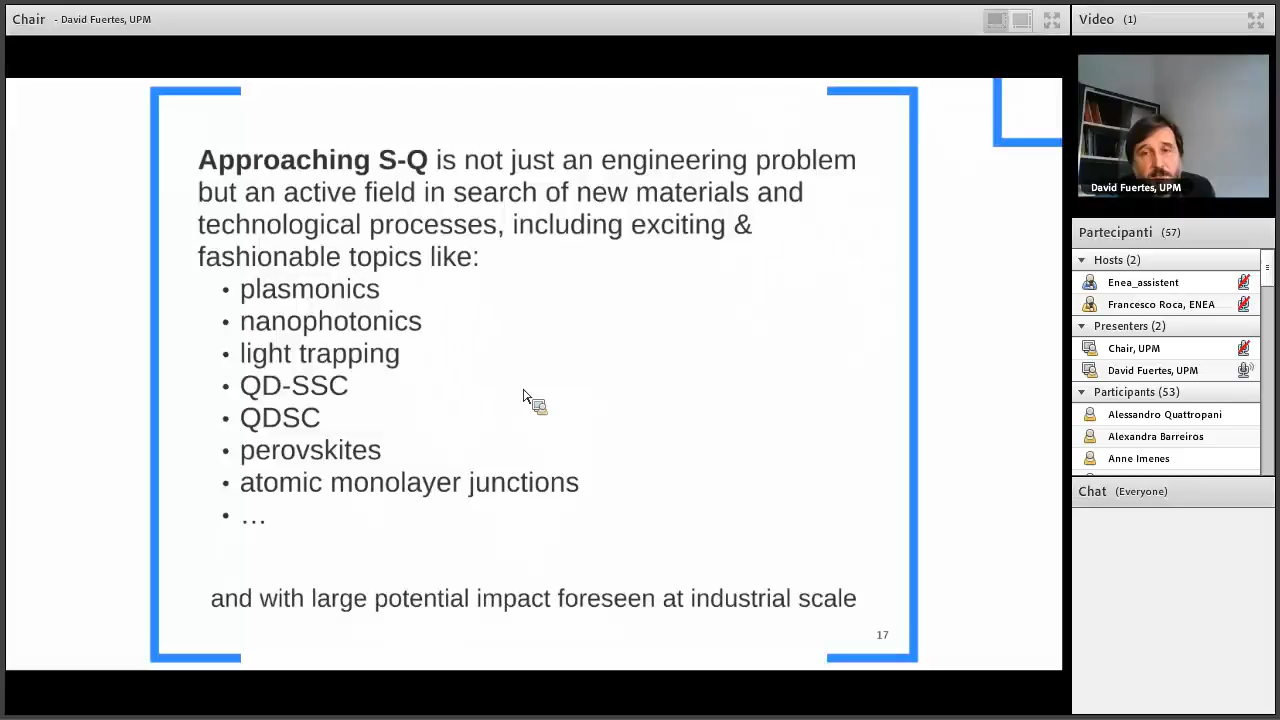 Chair - David Fuertes, UPM
Approaching S-Q is not just an engineering problem
but an active field in search of new materials and
technological processes, including exciting &
fashionable topics like:
• plasmonics
• nanophotonics
• light trapping
• QD-SSC
• QDSC
• perovskites
• atomic monolayer junctions
• …
and with large potential impact foreseen at industrial scale
17
Video (1)
David Fuertes, UPM
Partecipanti (57)
Hosts (2)
Enea_assistent
Francesco Roca, ENEA
Presenters (2)
Chair, UPM
David Fuertes, UPM
Participants (53)
Alessandro Quattropani
Alexandra Barreiros
Anne Imenes
Chat (Everyone)